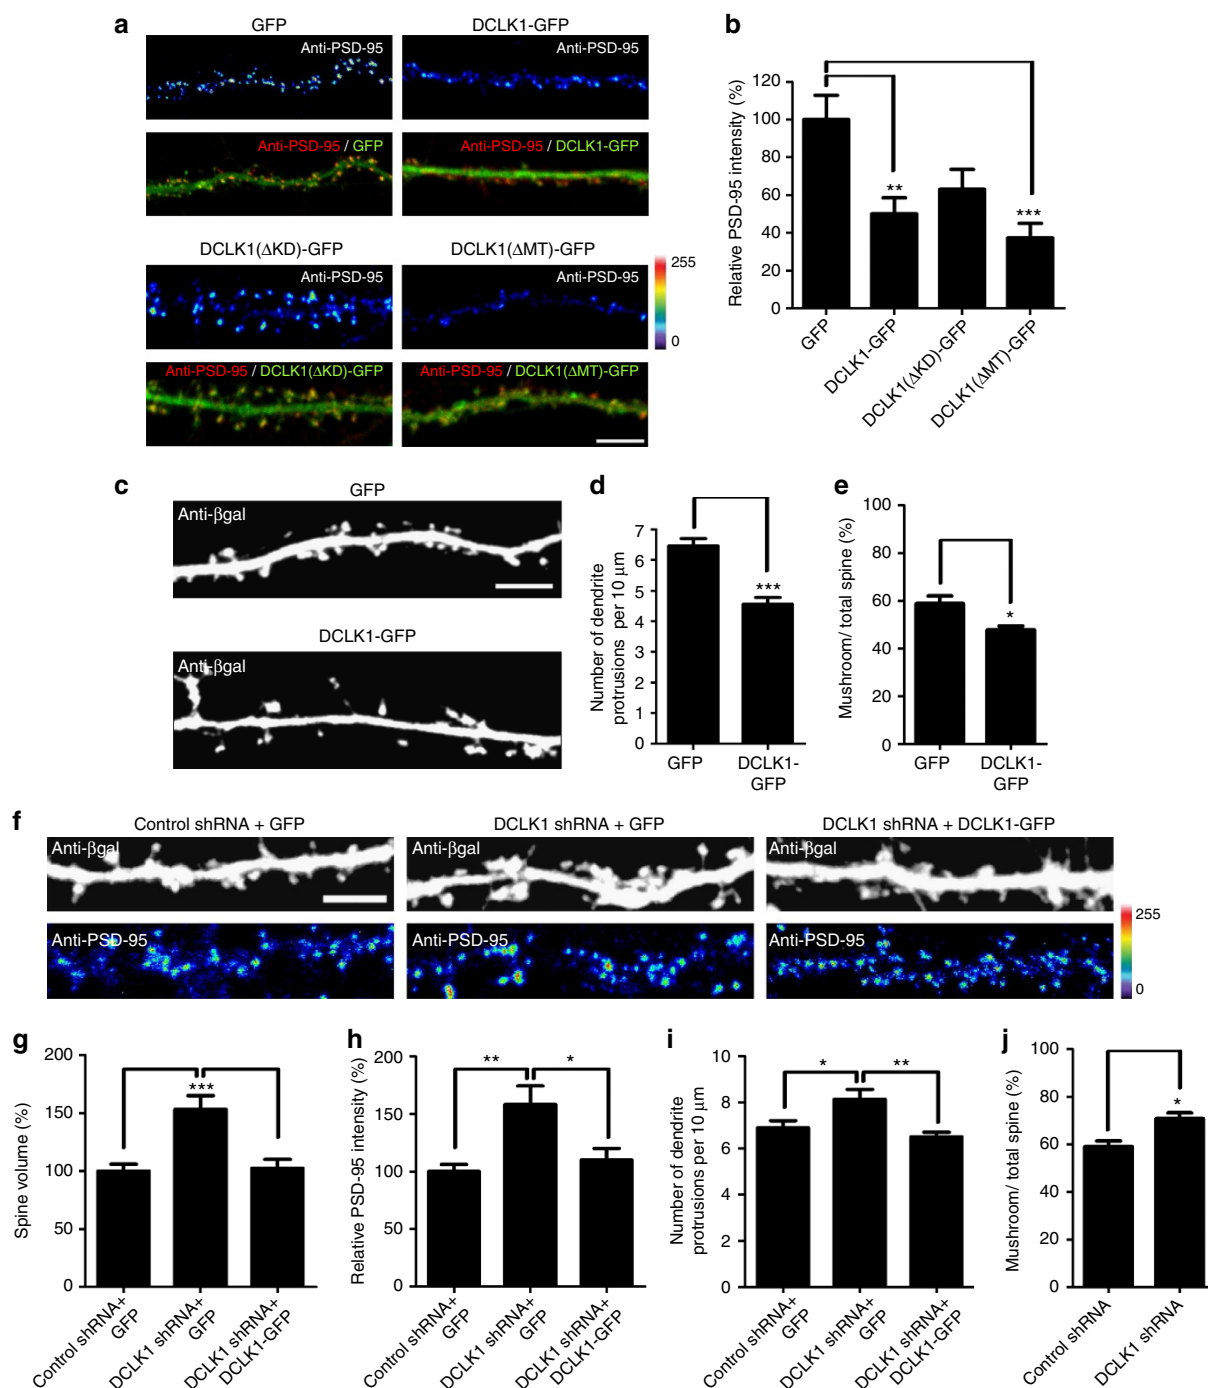 a
GFP
DCLK1-GFP
Anti-PSD-95
Anti-PSD-95
Anti-PSD-95 / GFP
Anti-PSD-95 / DCLK1-GFP
DCLK1(ΔKD)-GFP
DCLK1(ΔMT)-GFP
Anti-PSD-95
Anti-PSD-95
255
0
Anti-PSD-95 / DCLK1(ΔKD)-GFP
Anti-PSD-95 / DCLK1(ΔMT)-GFP
b
Relative PSD-95 intensity (%)
120
100
80
60
40
20
0
**
***
GFP
DCLK1-GFP
DCLK1(ΔKD)-GFP
DCLK1(ΔMT)-GFP
c
GFP
Anti-βgal
DCLK1-GFP
Anti-βgal
d
Number of dendrite
protrusions per 10 μm
7
6
5
4
3
2
1
0
***
GFP
DCLK1-
GFP
e
Mushroom/ total spine (%)
100
80
60
40
20
0
*
GFP
DCLK1-
GFP
f
Control shRNA + GFP
DCLK1 shRNA + GFP
DCLK1 shRNA + DCLK1-GFP
Anti-βgal
Anti-βgal
Anti-βgal
Anti-PSD-95
Anti-PSD-95
Anti-PSD-95
255
0
g
Spine volume (%)
200
150
100
50
0
***
Control shRNA+
GFP
DCLK1 shRNA+
GFP
DCLK1 shRNA+
DCLK1-GFP
h
Relative PSD-95 intensity (%)
200
150
100
50
0
**
*
Control shRNA+
GFP
DCLK1 shRNA+
GFP
DCLK1 shRNA+
DCLK1-GFP
i
Number of dendrite
protrusions per 10 μm
10
8
6
4
2
0
*
**
Control shRNA+
GFP
DCLK1 shRNA+
GFP
DCLK1 shRNA+
DCLK1-GFP
j
Mushroom/ total spine (%)
100
80
60
40
20
0
*
Control shRNA
DCLK1 shRNA